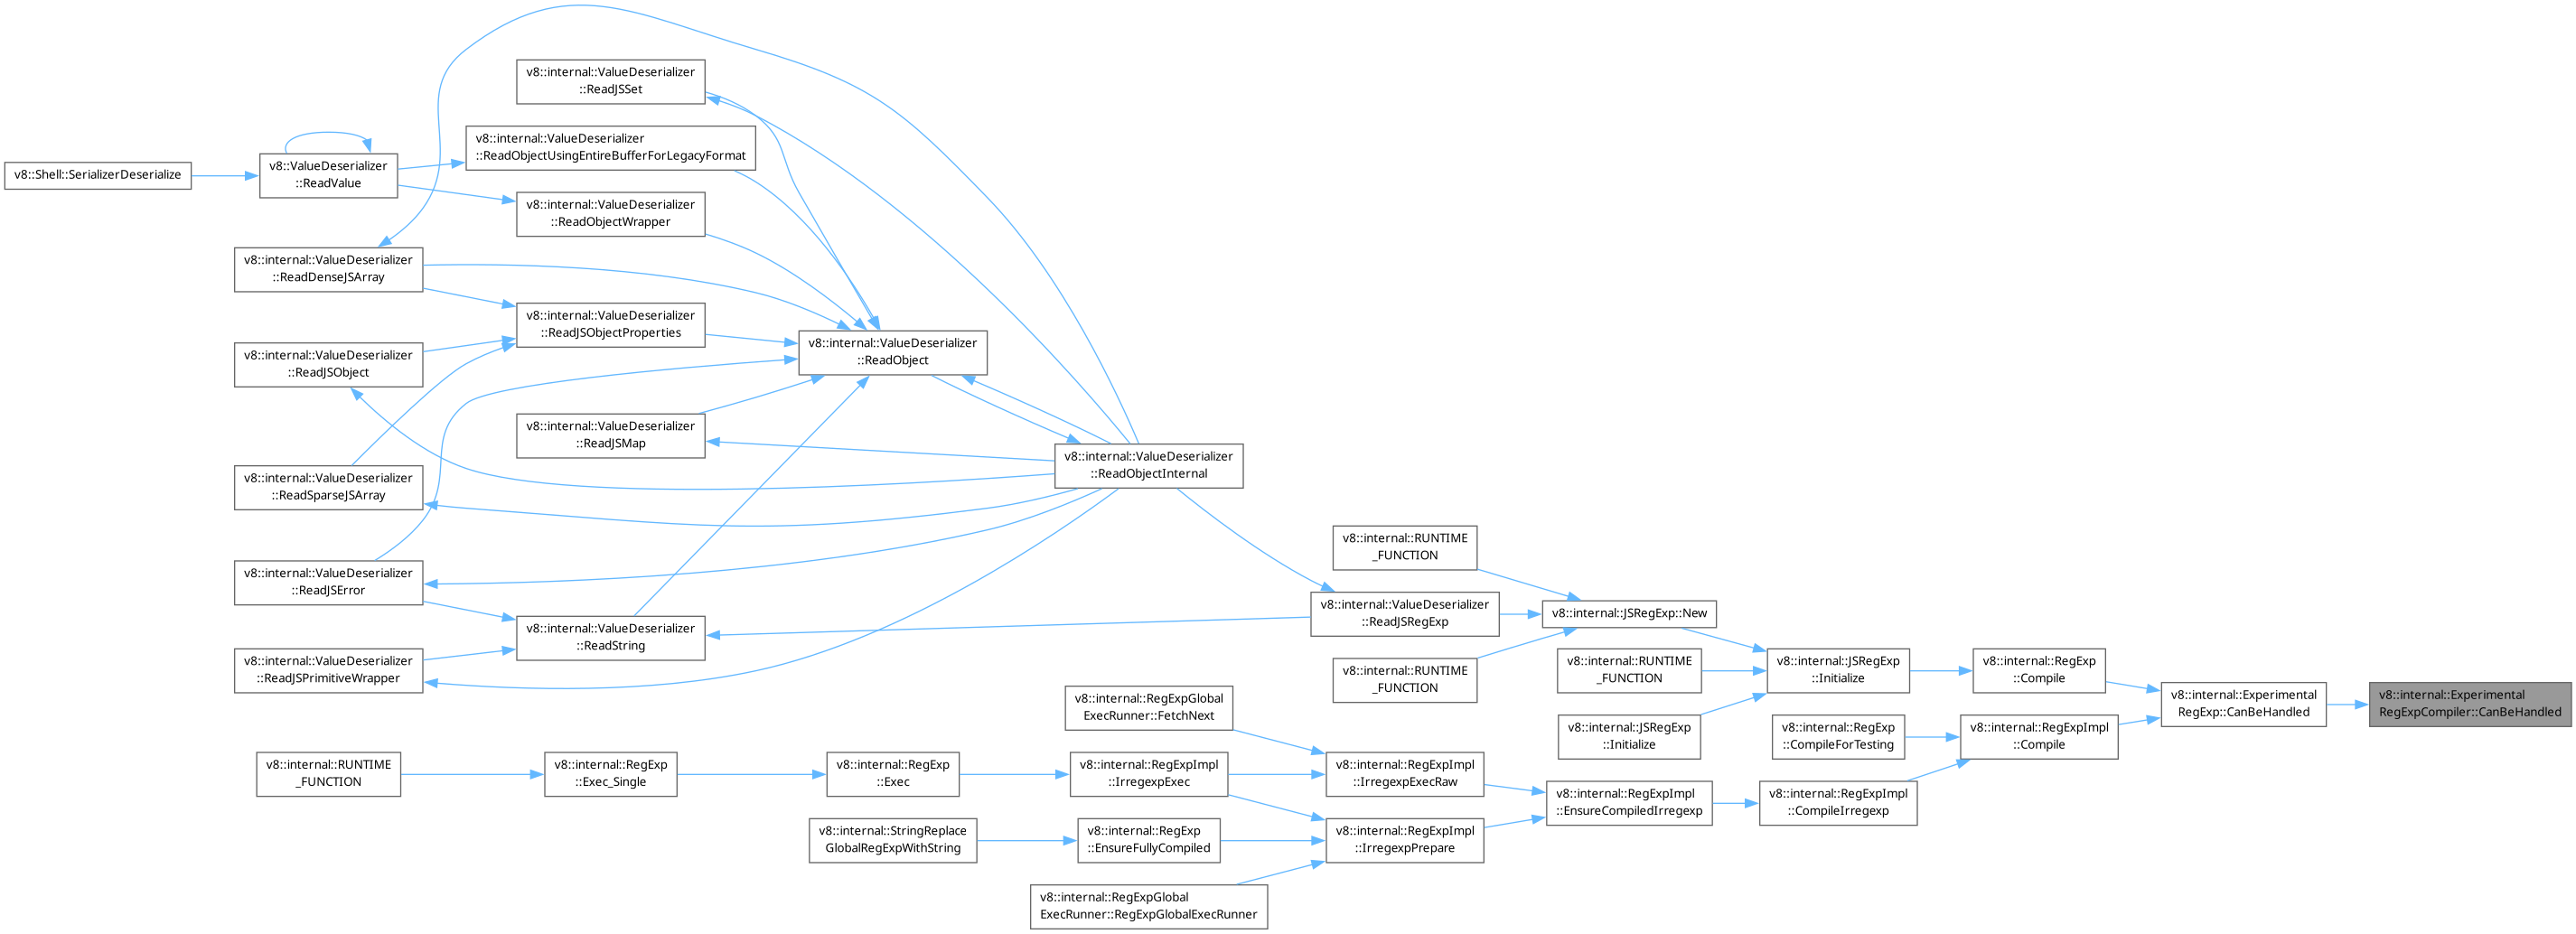 v8::internal::ValueDeserializer
::ReadJSSet
v8::internal::ValueDeserializer
::ReadObjectUsingEntireBufferForLegacyFormat
v8::Shell::SerializerDeserialize
v8::ValueDeserializer
::ReadValue
v8::internal::ValueDeserializer
::ReadObjectWrapper
v8::internal::ValueDeserializer
::ReadDenseJSArray
v8::internal::ValueDeserializer
::ReadJSObjectProperties
v8::internal::ValueDeserializer
::ReadObject
v8::internal::ValueDeserializer
::ReadJSObject
v8::internal::ValueDeserializer
::ReadJSMap
v8::internal::ValueDeserializer
::ReadObjectInternal
v8::internal::ValueDeserializer
::ReadSparseJSArray
v8::internal::RUNTIME
_FUNCTION
v8::internal::ValueDeserializer
::ReadJSError
v8::internal::ValueDeserializer
::ReadJSRegExp
v8::internal::JSRegExp::New
v8::internal::ValueDeserializer
::ReadString
v8::internal::ValueDeserializer
::ReadJSPrimitiveWrapper
v8::internal::RUNTIME
_FUNCTION
v8::internal::RUNTIME
_FUNCTION
v8::internal::JSRegExp
::Initialize
v8::internal::RegExp
::Compile
v8::internal::Experimental
RegExp::CanBeHandled
v8::internal::Experimental
RegExpCompiler::CanBeHandled
v8::internal::RegExpGlobal
ExecRunner::FetchNext
v8::internal::JSRegExp
::Initialize
v8::internal::RegExp
::CompileForTesting
v8::internal::RegExpImpl
::Compile
v8::internal::RUNTIME
_FUNCTION
v8::internal::RegExp
::Exec_Single
v8::internal::RegExp
::Exec
v8::internal::RegExpImpl
::IrregexpExec
v8::internal::RegExpImpl
::IrregexpExecRaw
v8::internal::RegExpImpl
::EnsureCompiledIrregexp
v8::internal::RegExpImpl
::CompileIrregexp
v8::internal::StringReplace
GlobalRegExpWithString
v8::internal::RegExp
::EnsureFullyCompiled
v8::internal::RegExpImpl
::IrregexpPrepare
v8::internal::RegExpGlobal
ExecRunner::RegExpGlobalExecRunner